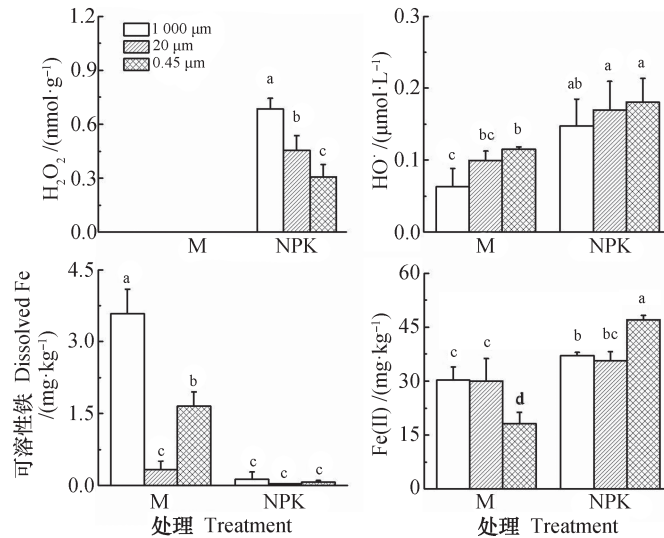 H₂O₂ /(nmol·g⁻¹)
1.2
0.9
0.6
0.3
0.0
1 000 μm
20 μm
0.45 μm
a
b
c
M
NPK
HO· /(μmol·L⁻¹)
0.3
0.2
0.1
0.0
c
bc
b
ab
a
a
M
NPK
可溶性铁 Dissolved Fe
/(mg·kg⁻¹)
4.5
3.0
1.5
0.0
a
c
b
c
c
c
M
NPK
处理 Treatment
Fe(II) /(mg·kg⁻¹)
60
45
30
15
0
c
c
d
b
bc
a
M
NPK
处理 Treatment